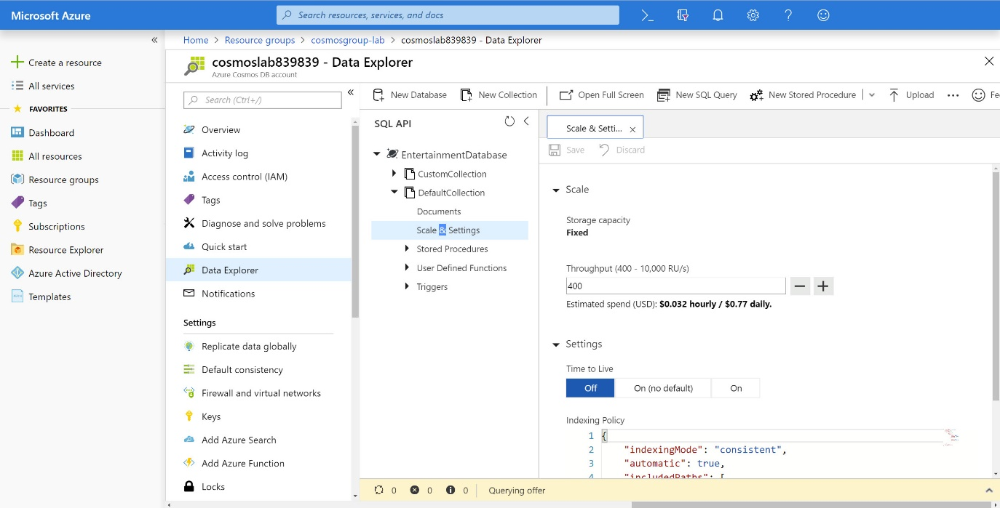 Microsoft Azure
Search resources, services, and docs
Home > Resource groups > cosmosgroup-lab > cosmoslab839839 - Data Explorer
cosmoslab839839 - Data Explorer
Azure Cosmos DB account
Create a resource
All services
FAVORITES
Dashboard
All resources
Resource groups
Tags
Subscriptions
Resource Explorer
Azure Active Directory
Templates
Search (Ctrl+/)
Overview
Activity log
Access control (IAM)
Tags
Diagnose and solve problems
Quick start
Data Explorer
Notifications
Settings
Replicate data globally
Default consistency
Firewall and virtual networks
Keys
Add Azure Search
Add Azure Function
Locks
New Database New Collection Open Full Screen New SQL Query New Stored Procedure Upload ... Fe
SQL API
EntertainmentDatabase
CustomCollection
DefaultCollection
Documents
Scale & Settings
Stored Procedures
User Defined Functions
Triggers
Scale & Setti...
Save Discard
Scale
Storage capacity
Fixed
Throughput (400 - 10,000 RU/s)
400
Estimated spend (USD): $0.032 hourly / $0.77 daily.
Settings
Time to Live
Off On (no default) On
Indexing Policy
1 {
2 "indexingMode": "consistent",
3 "automatic": true,
4 "includedPaths": [
0 0 0 Querying offer